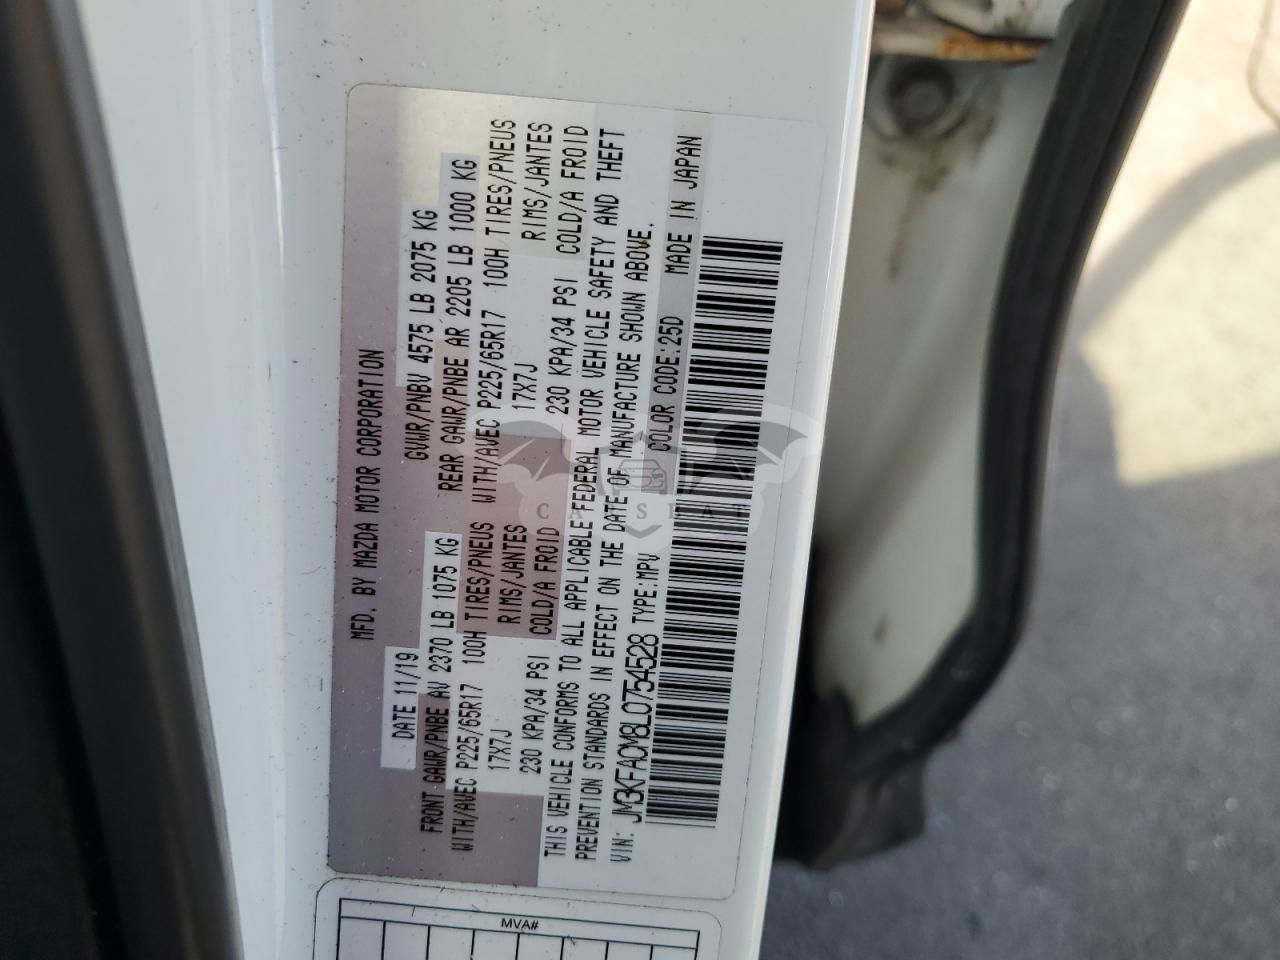 MFD. BY MAZDA MOTOR CORPORATION
DATE 11/19 GVWR/PNBV 4575 LB 2075 KG
FRONT GAWR/PNBE AV 2370 LB 1075 KG REAR GAWR/PNBE AR 2205 LB 1000 KG
WITH/AVEC P225/65R17 100H TIRES/PNEUS WITH/AVEC P225/65R17 100H TIRES/PNEUS
17X7J RIMS/JANTES 17X7J RIMS/JANTES
230 KPA/34 PSI COLD/A FROID 230 KPA/34 PSI COLD/A FROID
THIS VEHICLE CONFORMS TO ALL APPLICABLE FEDERAL MOTOR VEHICLE SAFETY AND THEFT
PREVENTION STANDARDS IN EFFECT ON THE DATE OF MANUFACTURE SHOWN ABOVE.
VIN: JM3KFACM8L0754528 TYPE:MPV COLOR CODE:25D MADE IN JAPAN
MVA#